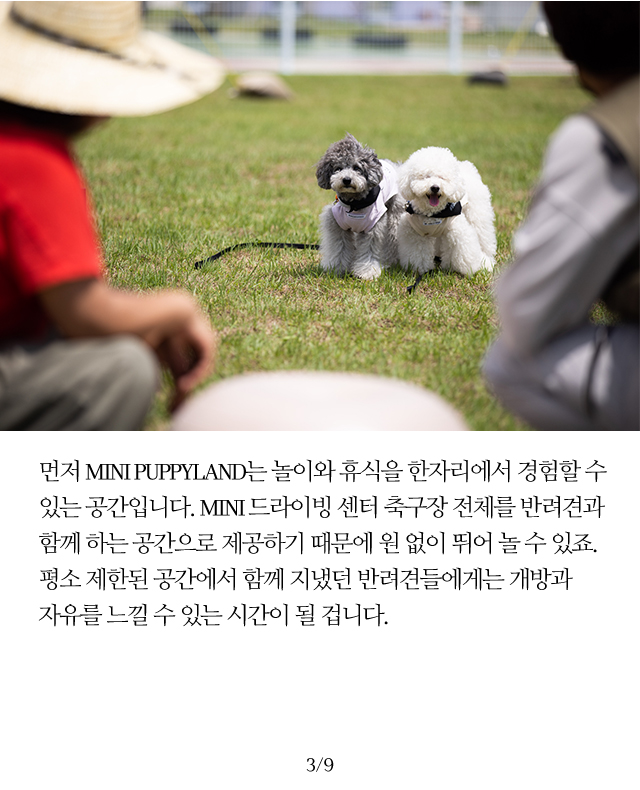 먼저 MINI PUPPYLAND는 놀이와 휴식을 한자리에서 경험할 수
있는 공간입니다. MINI 드라이빙 센터 축구장 전체를 반려견과
함께 하는 공간으로 제공하기 때문에 원 없이 뛰어 놀 수 있죠.
평소 제한된 공간에서 함께 지냈던 반려견들에게는 개방과
자유를 느낄 수 있는 시간이 될 겁니다.
3/9